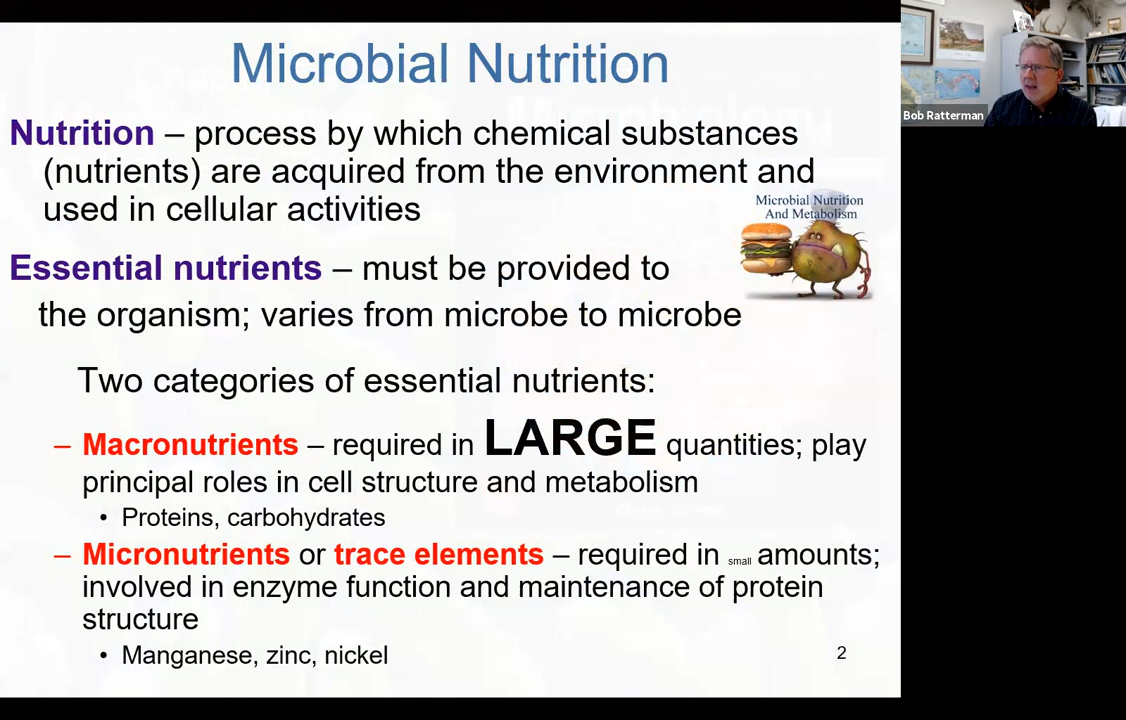 Microbial Nutrition
Nutrition – process by which chemical substances
(nutrients) are acquired from the environment and
used in cellular activities
Microbial Nutrition
And Metabolism
Essential nutrients – must be provided to
the organism; varies from microbe to microbe
Two categories of essential nutrients:
– Macronutrients – required in LARGE quantities; play
principal roles in cell structure and metabolism
• Proteins, carbohydrates
– Micronutrients or trace elements – required in small amounts;
involved in enzyme function and maintenance of protein
structure
• Manganese, zinc, nickel
2
Bob Ratterman